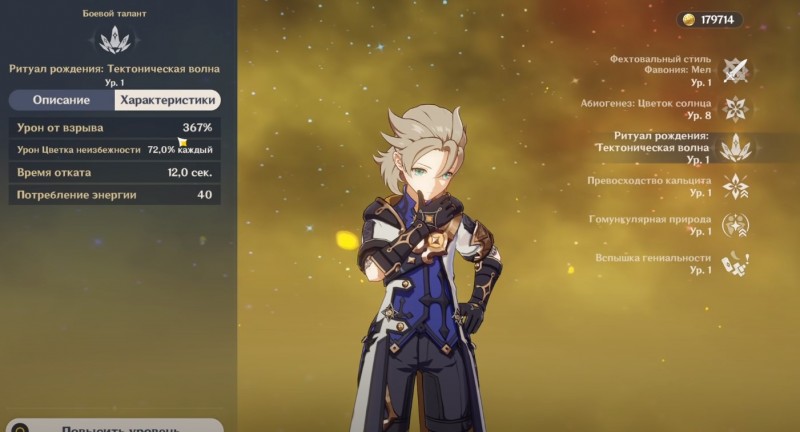 Боевой талант
Ритуал рождения: Тектоническая волна
Ур. 1
Описание Характеристики
Урон от взрыва 367%
Урон Цветка неизбежности 72,0% каждый
Время отката 12,0 сек.
Потребление энергии 40
Повысить уровень
179714
Фехтовальный стиль
Фавония: Мел
Ур. 1
Абиогенез: Цветок солнца
Ур. 8
Ритуал рождения:
Тектоническая волна
Ур. 1
Превосходство кальцита
Ур. 1
Гомункулярная природа
Ур. 1
Вспышка гениальности
Ур. 1